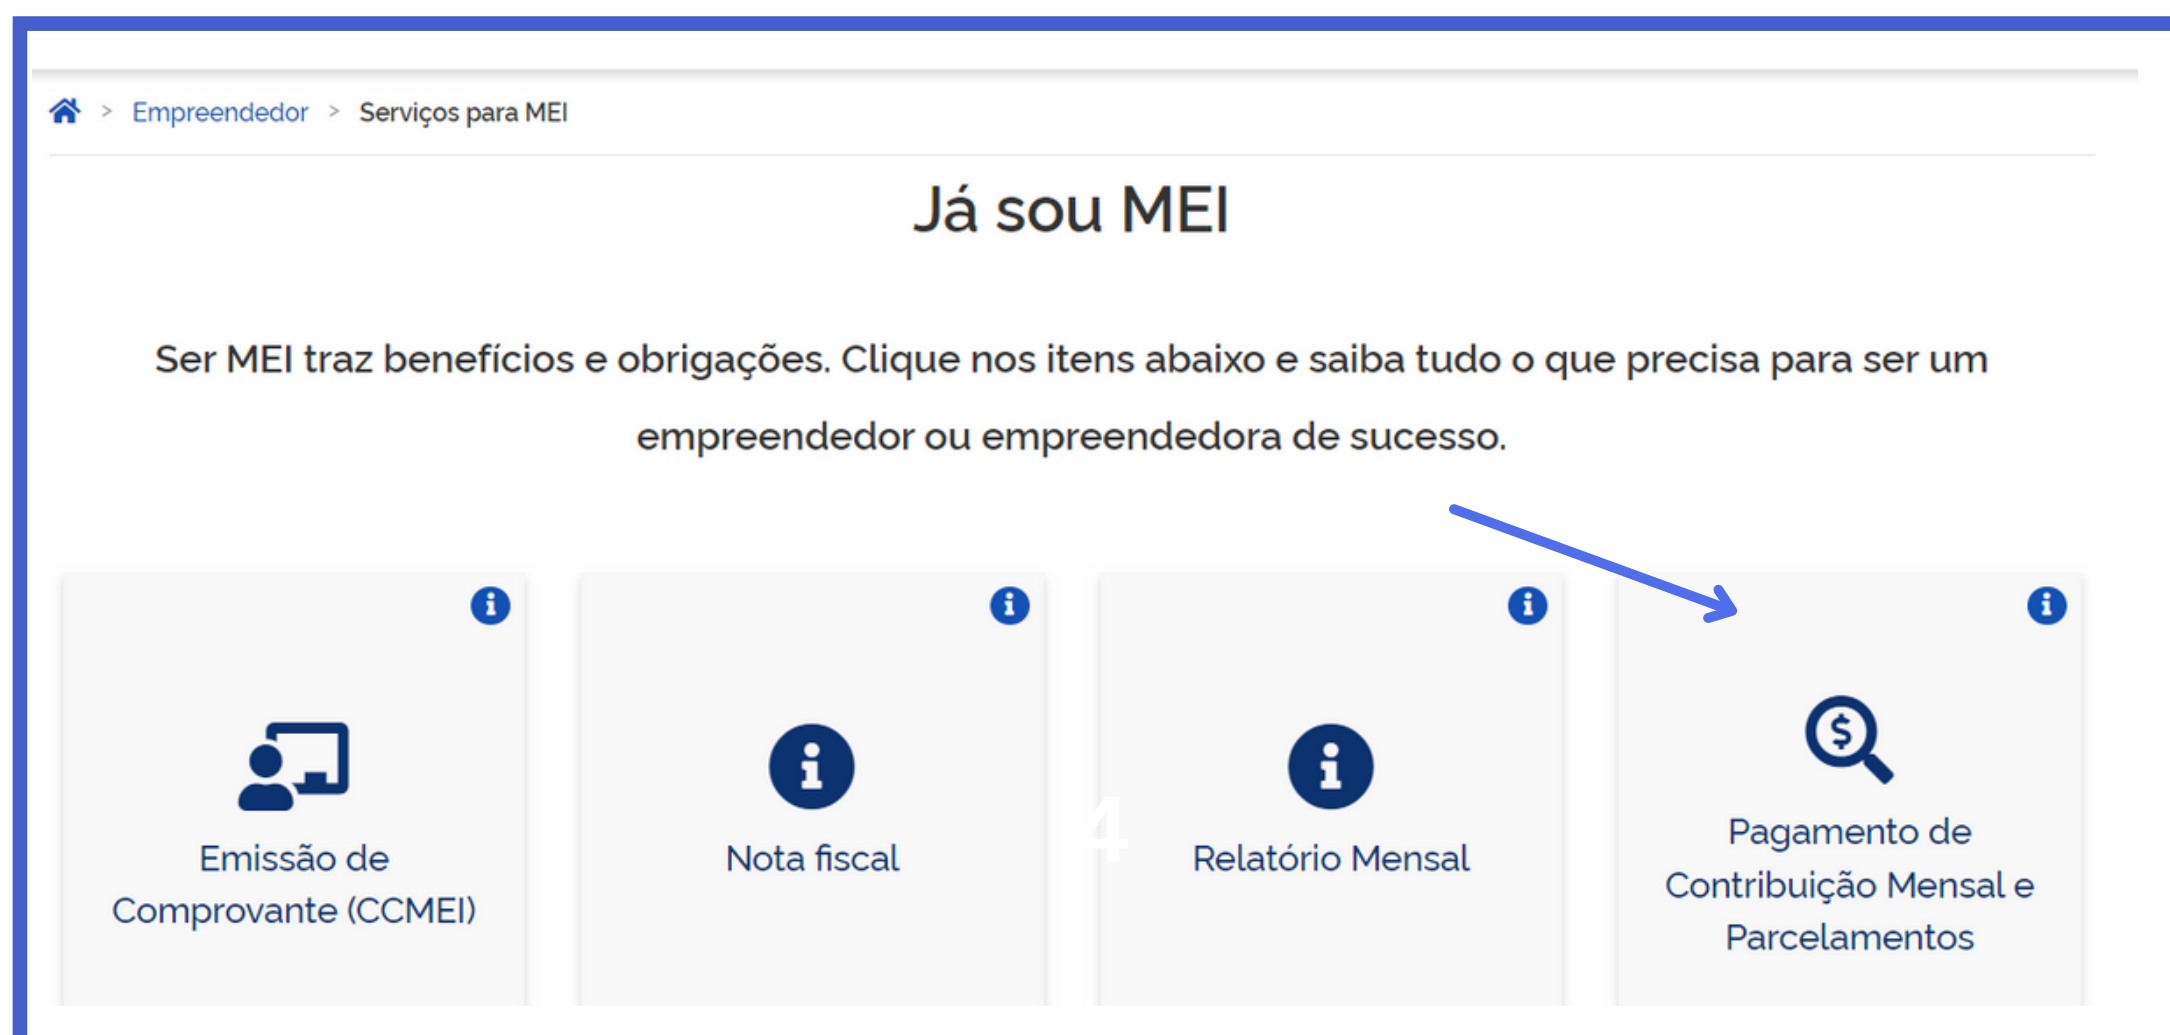 > Empreendedor > Serviços para MEI
Já sou MEI
Ser MEI traz benefícios e obrigações. Clique nos itens abaixo e saiba tudo o que precisa para ser um
empreendedor ou empreendedora de sucesso.
Emissão de
Comprovante (CCMEI)
Nota fiscal
4
Relatório Mensal
Pagamento de
Contribuição Mensal e
Parcelamentos